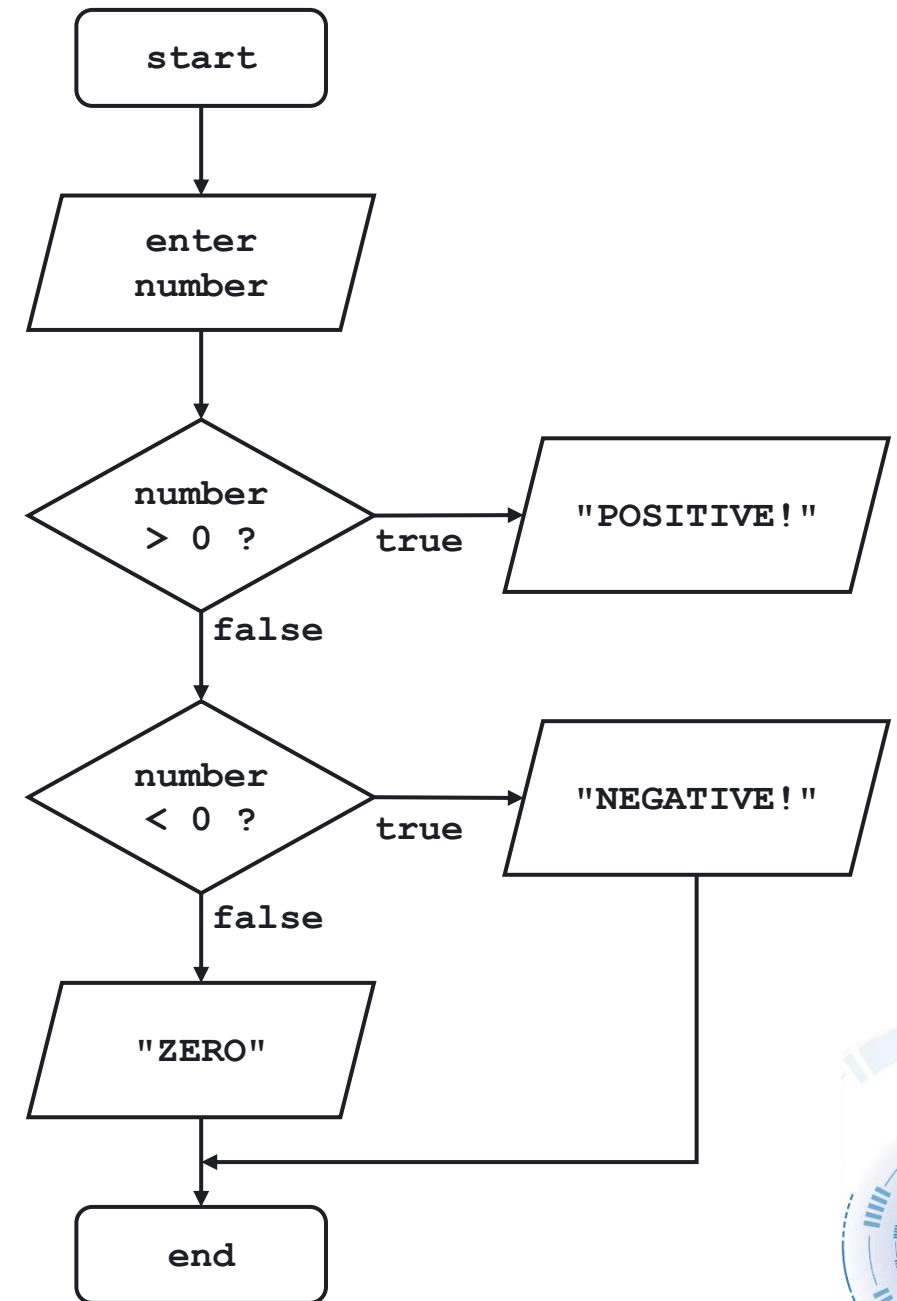 start
enter
number
number
> 0 ?
true
"POSITIVE!"
false
number
< 0 ?
true
"NEGATIVE!"
false
"ZERO"
end